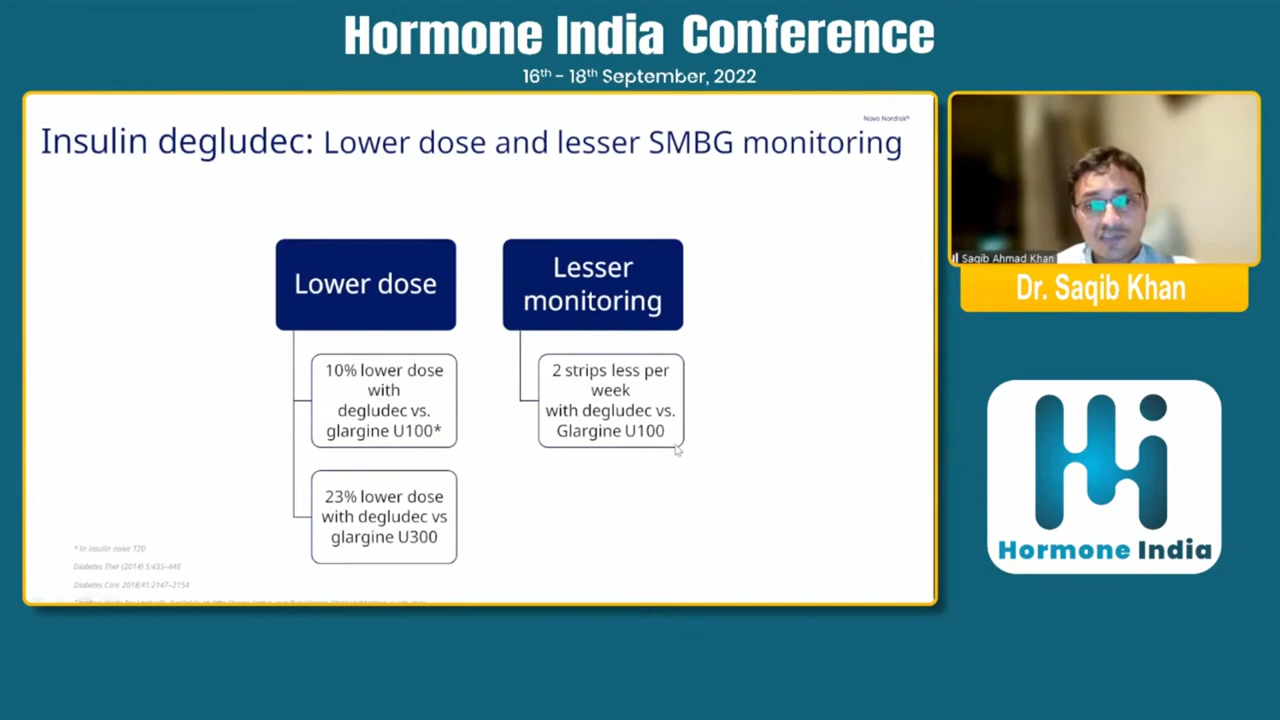 Hormone India Conference
16th - 18th September, 2022
Novo Nordisk®
Insulin degludec: Lower dose and lesser SMBG monitoring
Lower dose
10% lower dose
with
degludec vs.
glargine U100*
23% lower dose
with degludec vs
glargine U300
Lesser
monitoring
2 strips less per
week
with degludec vs.
Glargine U100
* In insulin naive T2D
Diabetes Ther (2014) 5:435–446
Diabetes Care 2018;41:2147–2154
Saqib Ahmad Khan
Dr. Saqib Khan
Hormone India